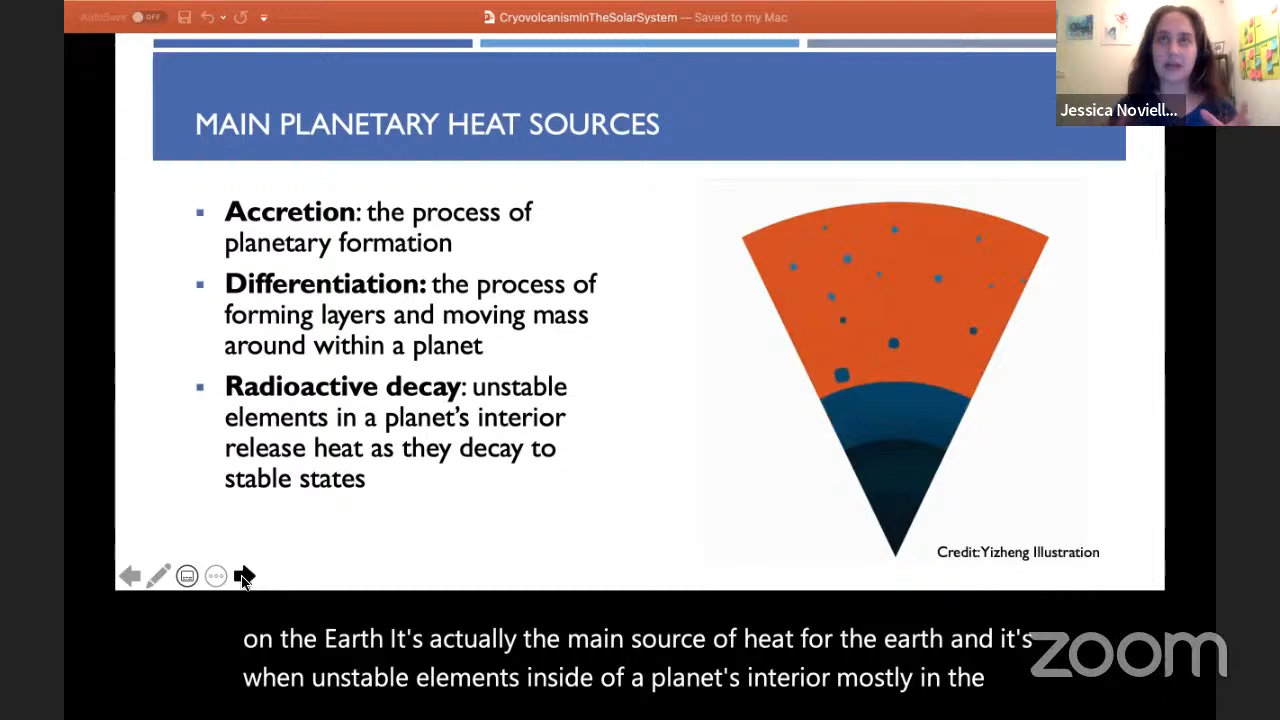 AutoSave OFF
CryovolcanismInTheSolarSystem — Saved to my Mac
Jessica Noviell...
MAIN PLANETARY HEAT SOURCES
▪ Accretion: the process of
planetary formation
▪ Differentiation: the process of
forming layers and moving mass
around within a planet
▪ Radioactive decay: unstable
elements in a planet's interior
release heat as they decay to
stable states
Credit: Yizheng Illustration
on the Earth It's actually the main source of heat for the earth and it's
when unstable elements inside of a planet's interior mostly in the
zoom